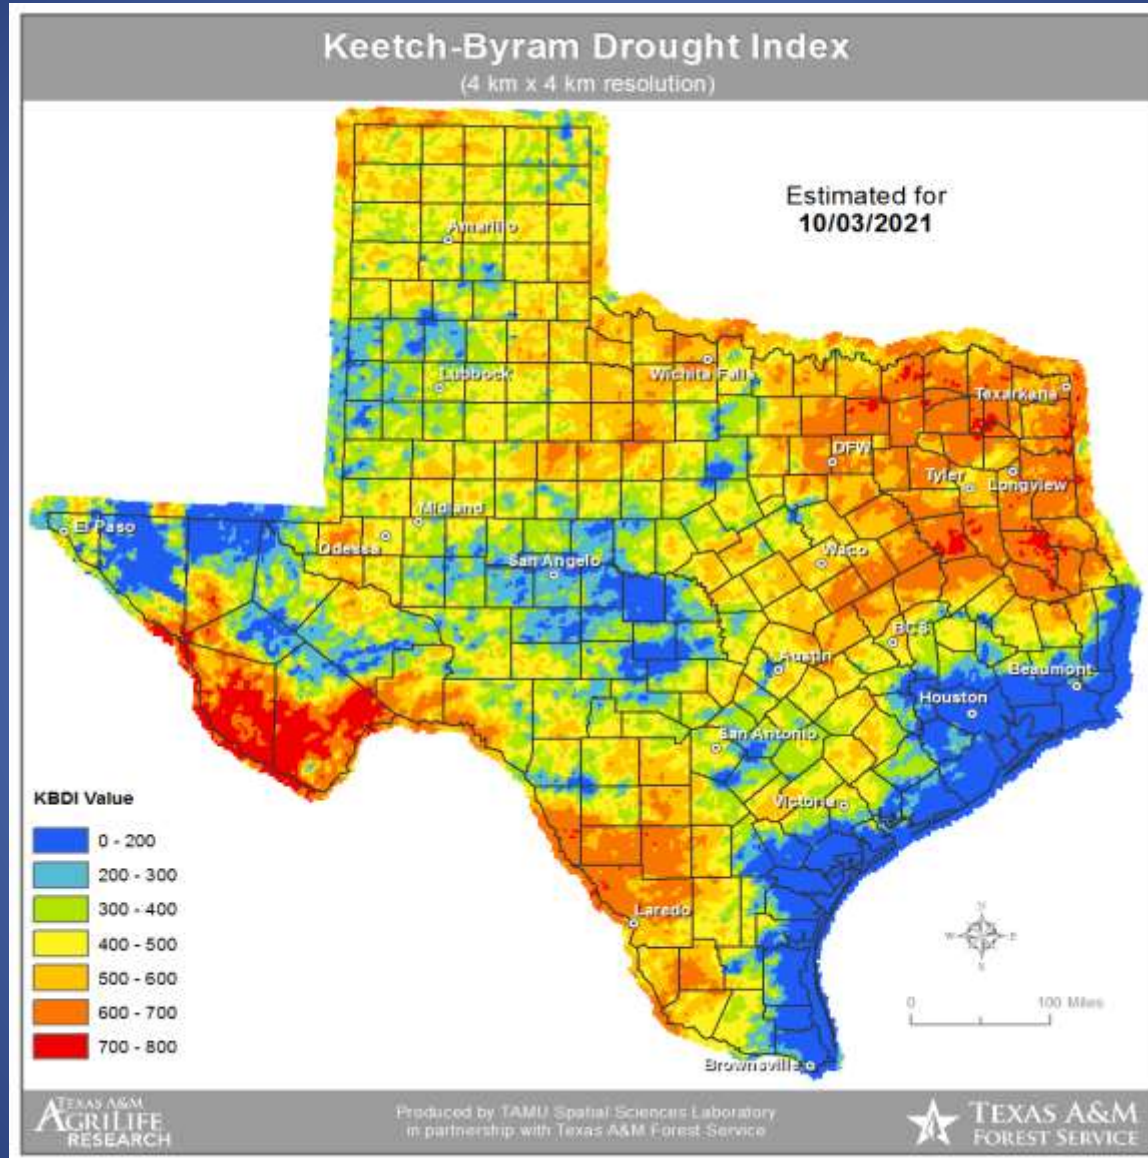 Keetch-Byram Drought Index
(4 km x 4 km resolution)
Estimated for
10/03/2021
Amarillo
Lubbock
Wichita Falls
Texarkana
DFW
Tyler
Longview
Midland
El Paso
Odessa
San Angelo
Waco
BCS
Austin
Beaumont
Houston
San Antonio
Victoria
Laredo
Brownsville
KBDI Value
0 - 200
200 - 300
300 - 400
400 - 500
500 - 600
600 - 700
700 - 800
N
W E
S
0 100 Miles
TEXAS A&M
AGRILIFE
RESEARCH
Produced by TAMU Spatial Sciences Laboratory
in partnership with Texas A&M Forest Service
TEXAS A&M
FOREST SERVICE